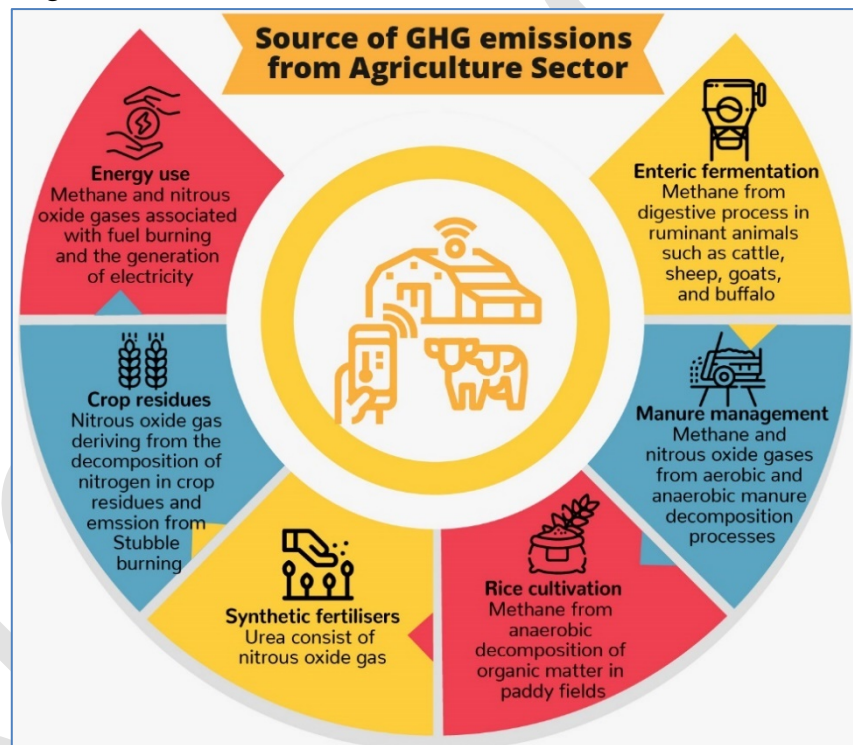 Source of GHG emissions
from Agriculture Sector
Energy use
Methane and nitrous
oxide gases associated
with fuel burning
and the generation
of electricity
Enteric fermentation
Methane from
digestive process in
ruminant animals
such as cattle,
sheep, goats,
and buffalo
Crop residues
Nitrous oxide gas
deriving from the
decomposition of
nitrogen in crop
residues and
emssion from
Stubble
burning
Manure management
Methane and
nitrous oxide gases
from aerobic and
anaerobic manure
decomposition
processes
Synthetic fertilisers
Urea consist of
nitrous oxide gas
Rice cultivation
Methane from
anaerobic
decomposition of
organic matter in
paddy fields